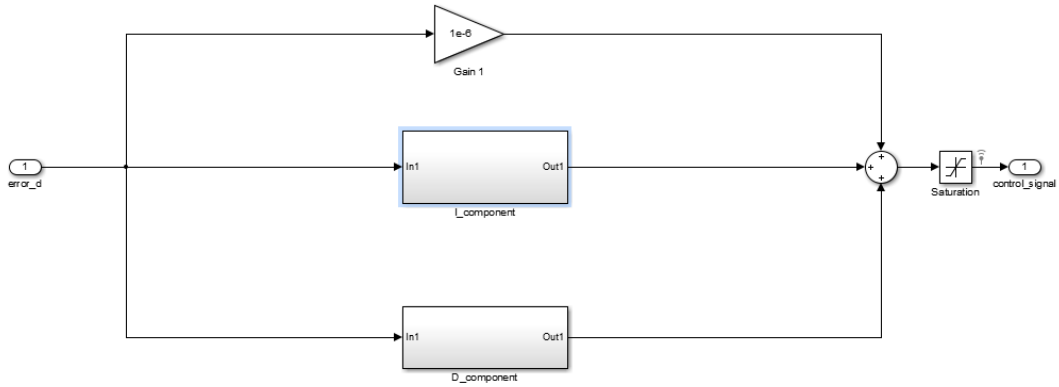 1e-6
Gain 1
1
error_d
In1
Out1
I_component
+
+
+
Saturation
1
control_signal
In1
Out1
D_component